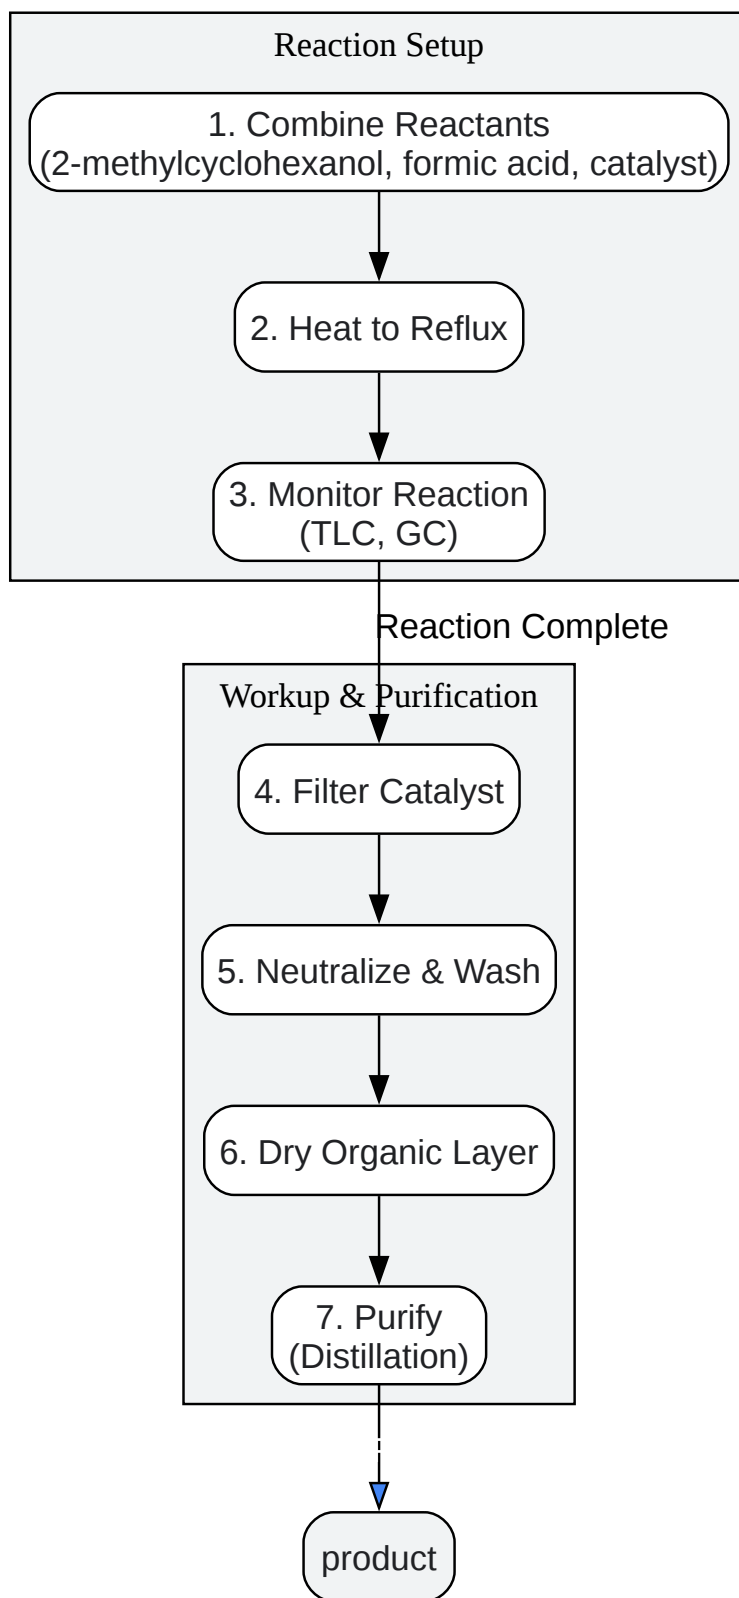 Reaction Setup
1. Combine Reactants
(2-methylcyclohexanol, formic acid, catalyst)
2. Heat to Reflux
3. Monitor Reaction
(TLC, GC)
Reaction Complete
Workup & Purification
4. Filter Catalyst
5. Neutralize & Wash
6. Dry Organic Layer
7. Purify
(Distillation)
product